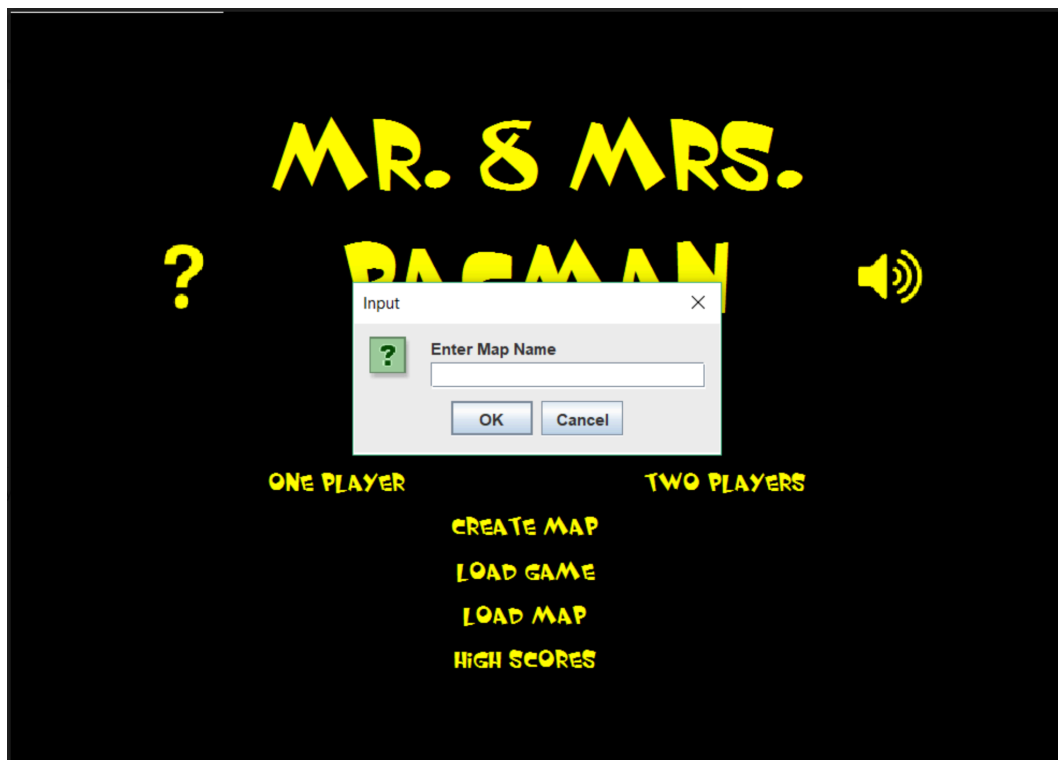 MR. & MRS.
?
PACMAN
Input
?
Enter Map Name
OK
Cancel
ONE PLAYER
TWO PLAYERS
CREATE MAP
LOAD GAME
LOAD MAP
HiGH SCORES